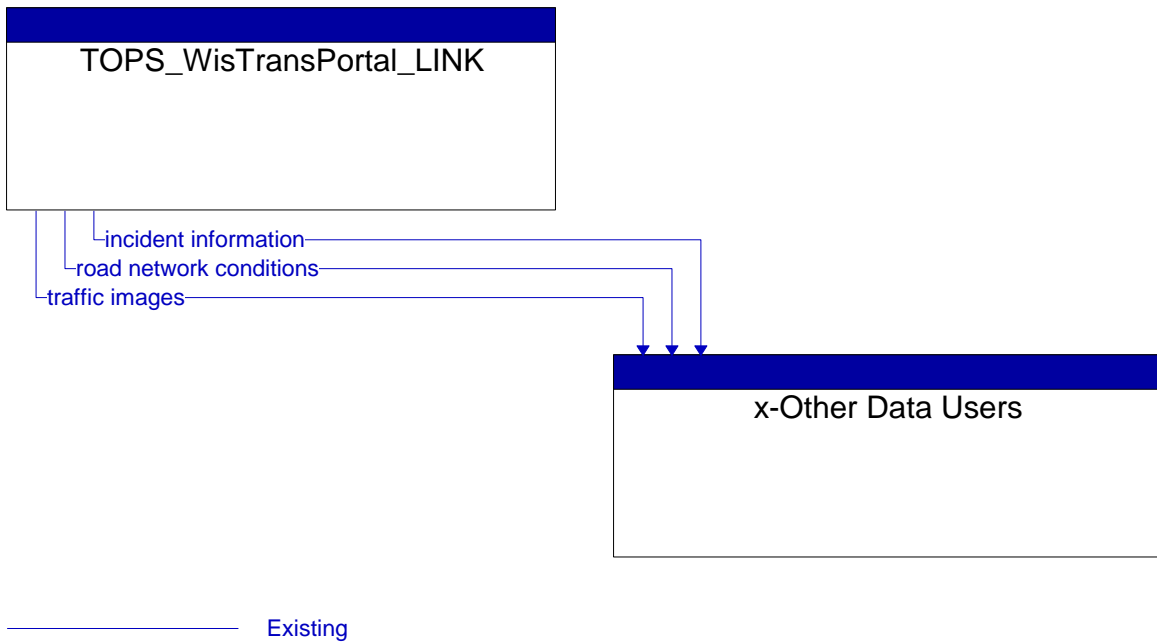 TOPS_WisTransPortal_LINK
incident information
road network conditions
traffic images
x-Other Data Users
Existing